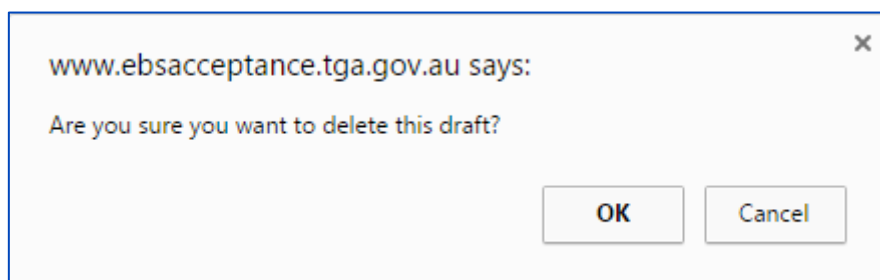 www.ebsacceptance.tga.gov.au says:
Are you sure you want to delete this draft?
OK Cancel